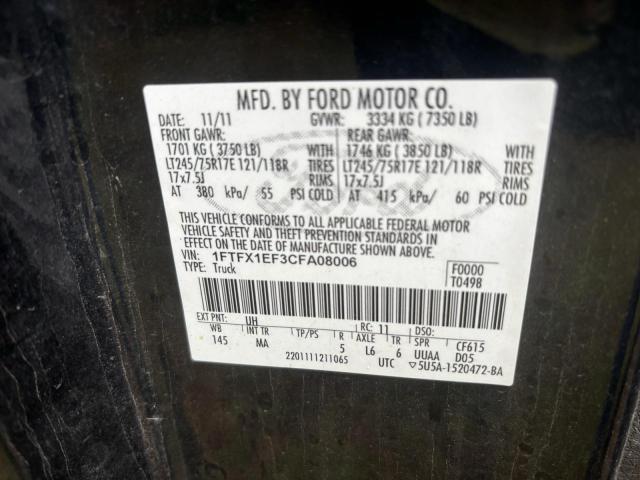 MFD. BY FORD MOTOR CO.
DATE: 11/11 GVWR: 3334 KG ( 7350 LB)
FRONT GAWR: REAR GAWR:
1701 KG ( 3750 LB) WITH 1746 KG ( 3850 LB) WITH
LT245/75R17E 121/118R TIRES LT245/75R17E 121/118R TIRES
17x7.5J RIMS 17x7.5J RIMS
AT 380 kPa/ 55 PSI COLD AT 415 kPa/ 60 PSI COLD
THIS VEHICLE CONFORMS TO ALL APPLICABLE FEDERAL MOTOR
VEHICLE SAFETY AND THEFT PREVENTION STANDARDS IN
EFFECT ON THE DATE OF MANUFACTURE SHOWN ABOVE.
VIN: 1FTFX1EF3CFA08006 F0000
TYPE: Truck T0498
EXT PNT: UH RC: 11 DSO:
WB INT TR TP/PS R AXLE TR SPR CF615
145 MA 5 L6 6 UUAA D05
2201111211065 UTC ▽5U5A-1520472-BA
Ford